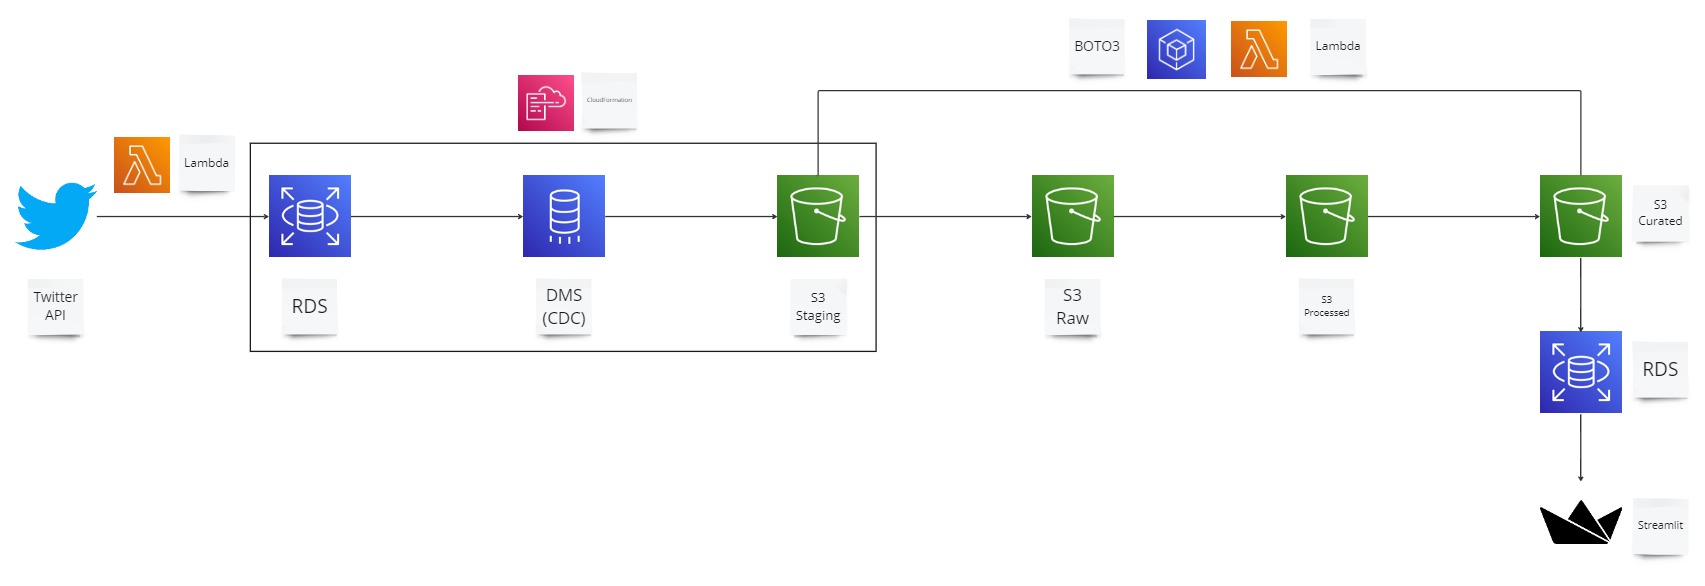 BOTO3
Lambda
CloudFormation
Lambda
Twitter
API
RDS
DMS
(CDC)
S3
Staging
S3
Raw
S3
Processed
S3
Curated
RDS
Streamlit